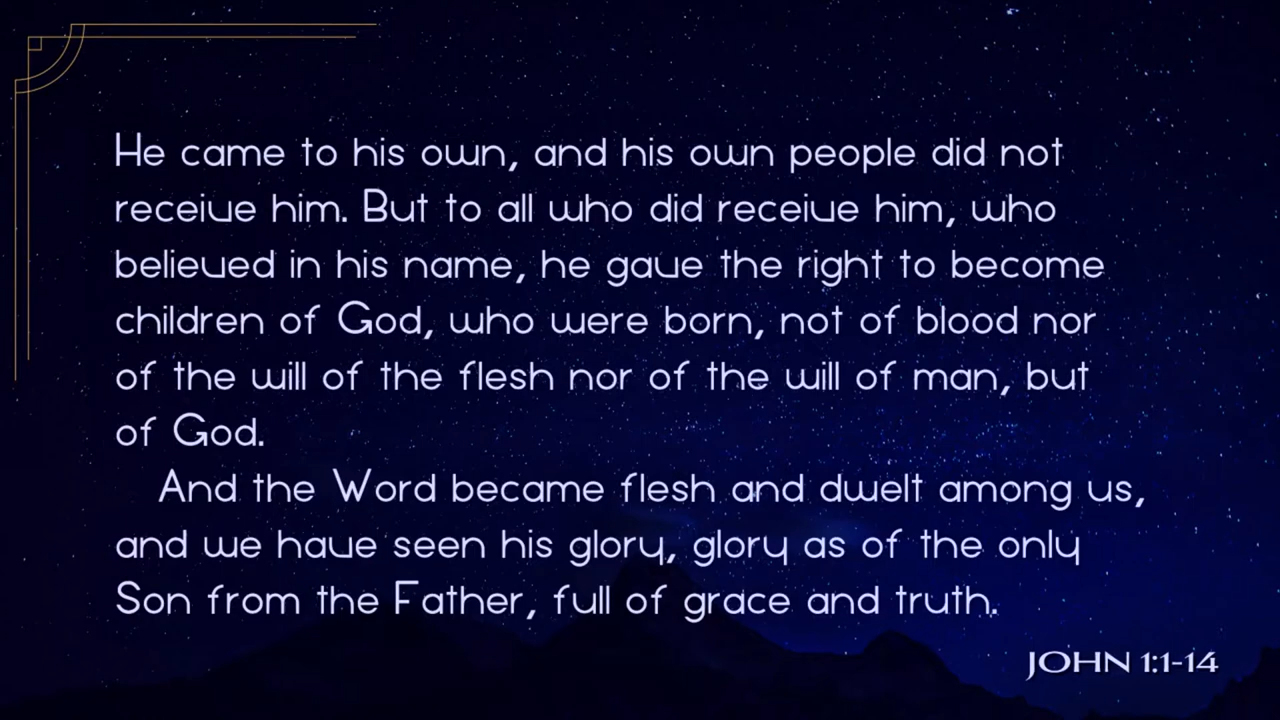 He came to his own, and his own people did not
receive him. But to all who did receive him, who
believed in his name, he gave the right to become
children of God, who were born, not of blood nor
of the will of the flesh nor of the will of man, but
of God.
And the Word became flesh and dwelt among us,
and we have seen his glory, glory as of the only
Son from the Father, full of grace and truth.
JOHN 1:1-14